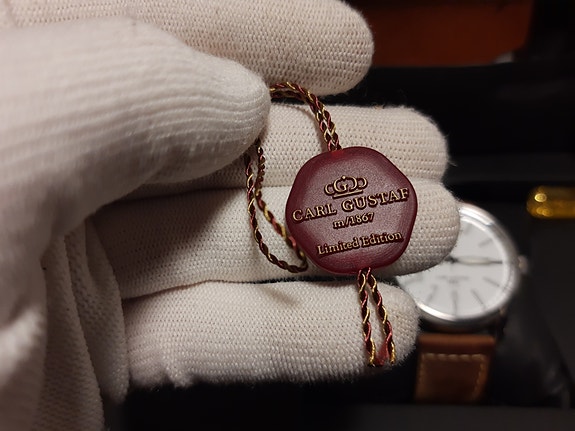 CARL GUSTAF
m/1867
Limited Edition